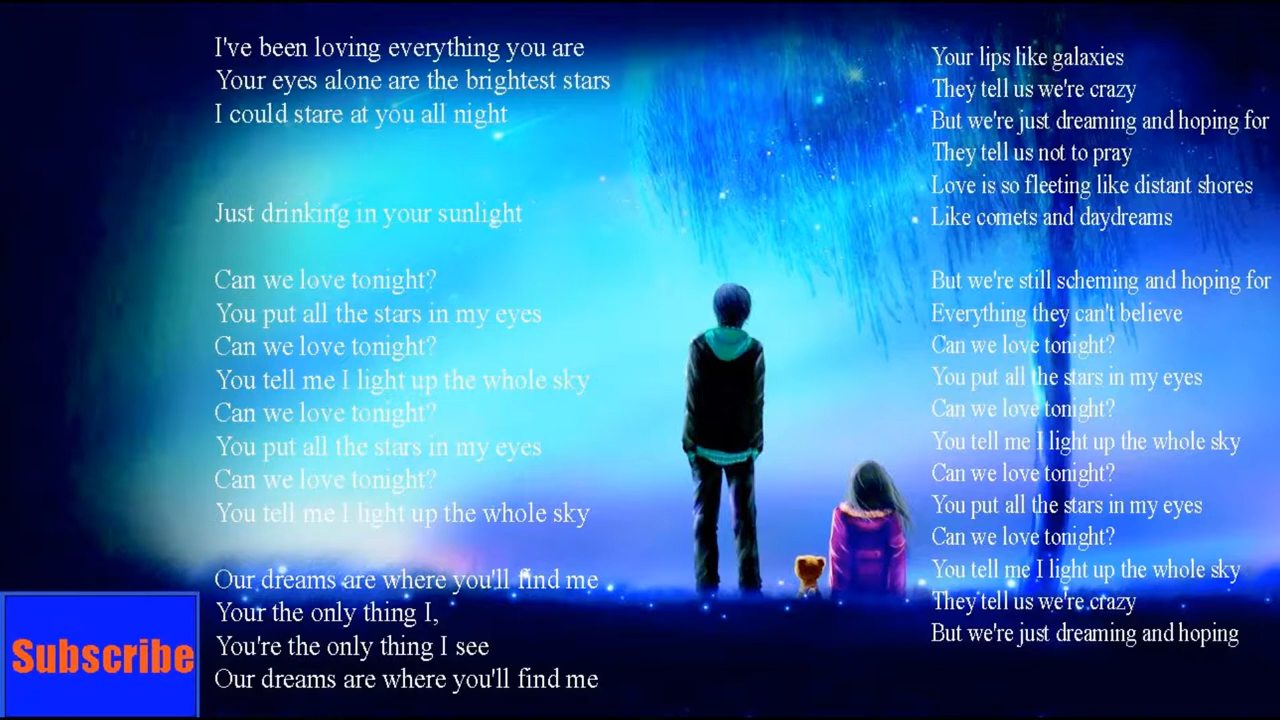 I've been loving everything you are
Your eyes alone are the brightest stars
I could stare at you all night
Just drinking in your sunlight
Can we love tonight?
You put all the stars in my eyes
Can we love tonight?
You tell me I light up the whole sky
Can we love tonight?
You put all the stars in my eyes
Can we love tonight?
You tell me I light up the whole sky
Our dreams are where you'll find me
Your the only thing I,
You're the only thing I see
Our dreams are where you'll find me
Your lips like galaxies
They tell us we're crazy
But we're just dreaming and hoping for
They tell us not to pray
Love is so fleeting like distant shores
Like comets and daydreams
But we're still scheming and hoping for
Everything they can't believe
Can we love tonight?
You put all the stars in my eyes
Can we love tonight?
You tell me I light up the whole sky
Can we love tonight?
You put all the stars in my eyes
Can we love tonight?
You tell me I light up the whole sky
They tell us we're crazy
But we're just dreaming and hoping
Subscribe